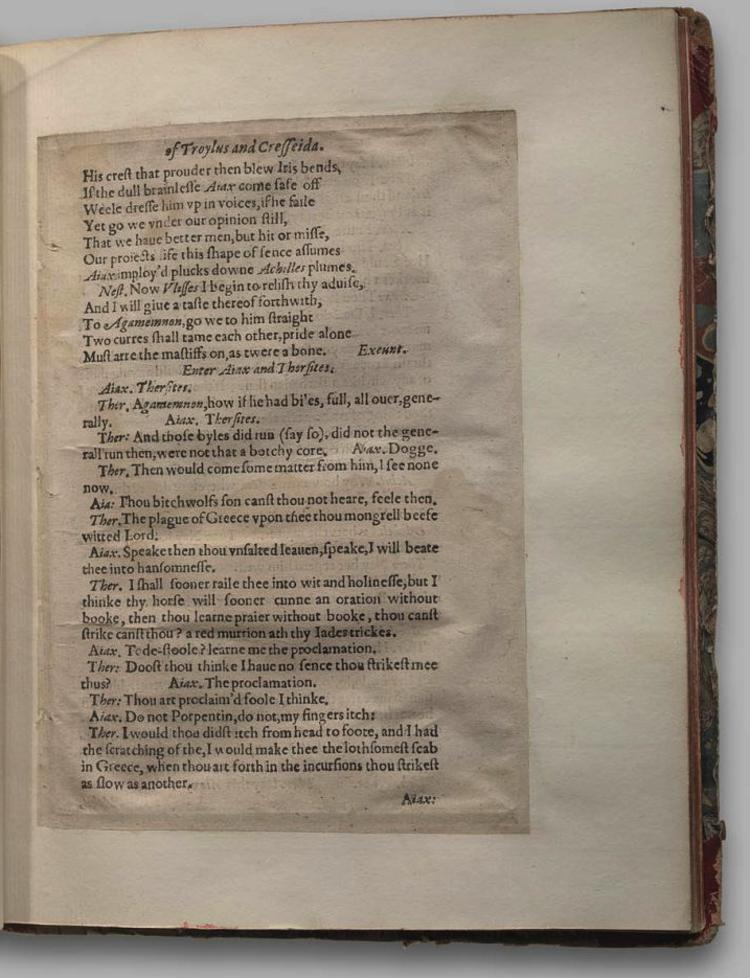 of Troylus and Cresſeida.
His creſt that prouder then blew Iris bends,
If the dull brainleſſe Aiax come ſafe off
Weele dreſſe him vp in voices, if he faile
Yet go we vnder our opinion ſtill,
That we haue better men, but hit or miſſe,
Our proiects life this ſhape of ſence aſſumes
Aiax imploy'd plucks downe Achilles plumes.
Neſt. Now Vliſſes I begin to reliſh thy aduiſe,
And I will giue a taſte thereof forthwith,
To Agamemnon, go we to him ſtraight
Two curres ſhall tame each other, pride alone
Muſt arre the maſtiffs on, as twere a bone. Exeunt.
Enter Aiax and Therſites.
Aiax. Therſites.
Ther. Agamemnon, how if he had biles, full, all ouer, gene-
rally. Aiax. Therſites.
Ther: And thoſe byles did run (ſay ſo), did not the gene-
rall run then, were not that a botchy core. Aiax. Dogge.
Ther. Then would come ſome matter from him, I ſee none
now.
Aia: Thou bitchwolfs ſon canſt thou not heare, feele then.
Ther. The plague of Greece vpon thee thou mongrell beefe
witted Lord:
Aiax. Speake then thou vnſalted leauen, ſpeake, I will beate
thee into hanſomneſſe.
Ther. I ſhall ſooner raile thee into wit and holineſſe, but I
thinke thy horſe will ſooner cunne an oration without
booke, then thou learne praier without booke, thou canſt
ſtrike canſt thou? a red murrion ath thy Iades trickes.
Aiax. Tode-ſtoole? learne me the proclamation.
Ther: Dooſt thou thinke I haue no ſence thou ſtrikeſt mee
thus? Aiax. The proclamation.
Ther: Thou art proclaim'd foole I thinke.
Aiax. Do not Porpentin, do not, my fingers itch:
Ther. I would thou didſt itch from head to foote, and I had
the ſcratching of the, I would make thee the lothſomeſt ſcab
in Greece, when thou art forth in the incurſions thou ſtrikeſt
as ſlow as another.
Aiax: